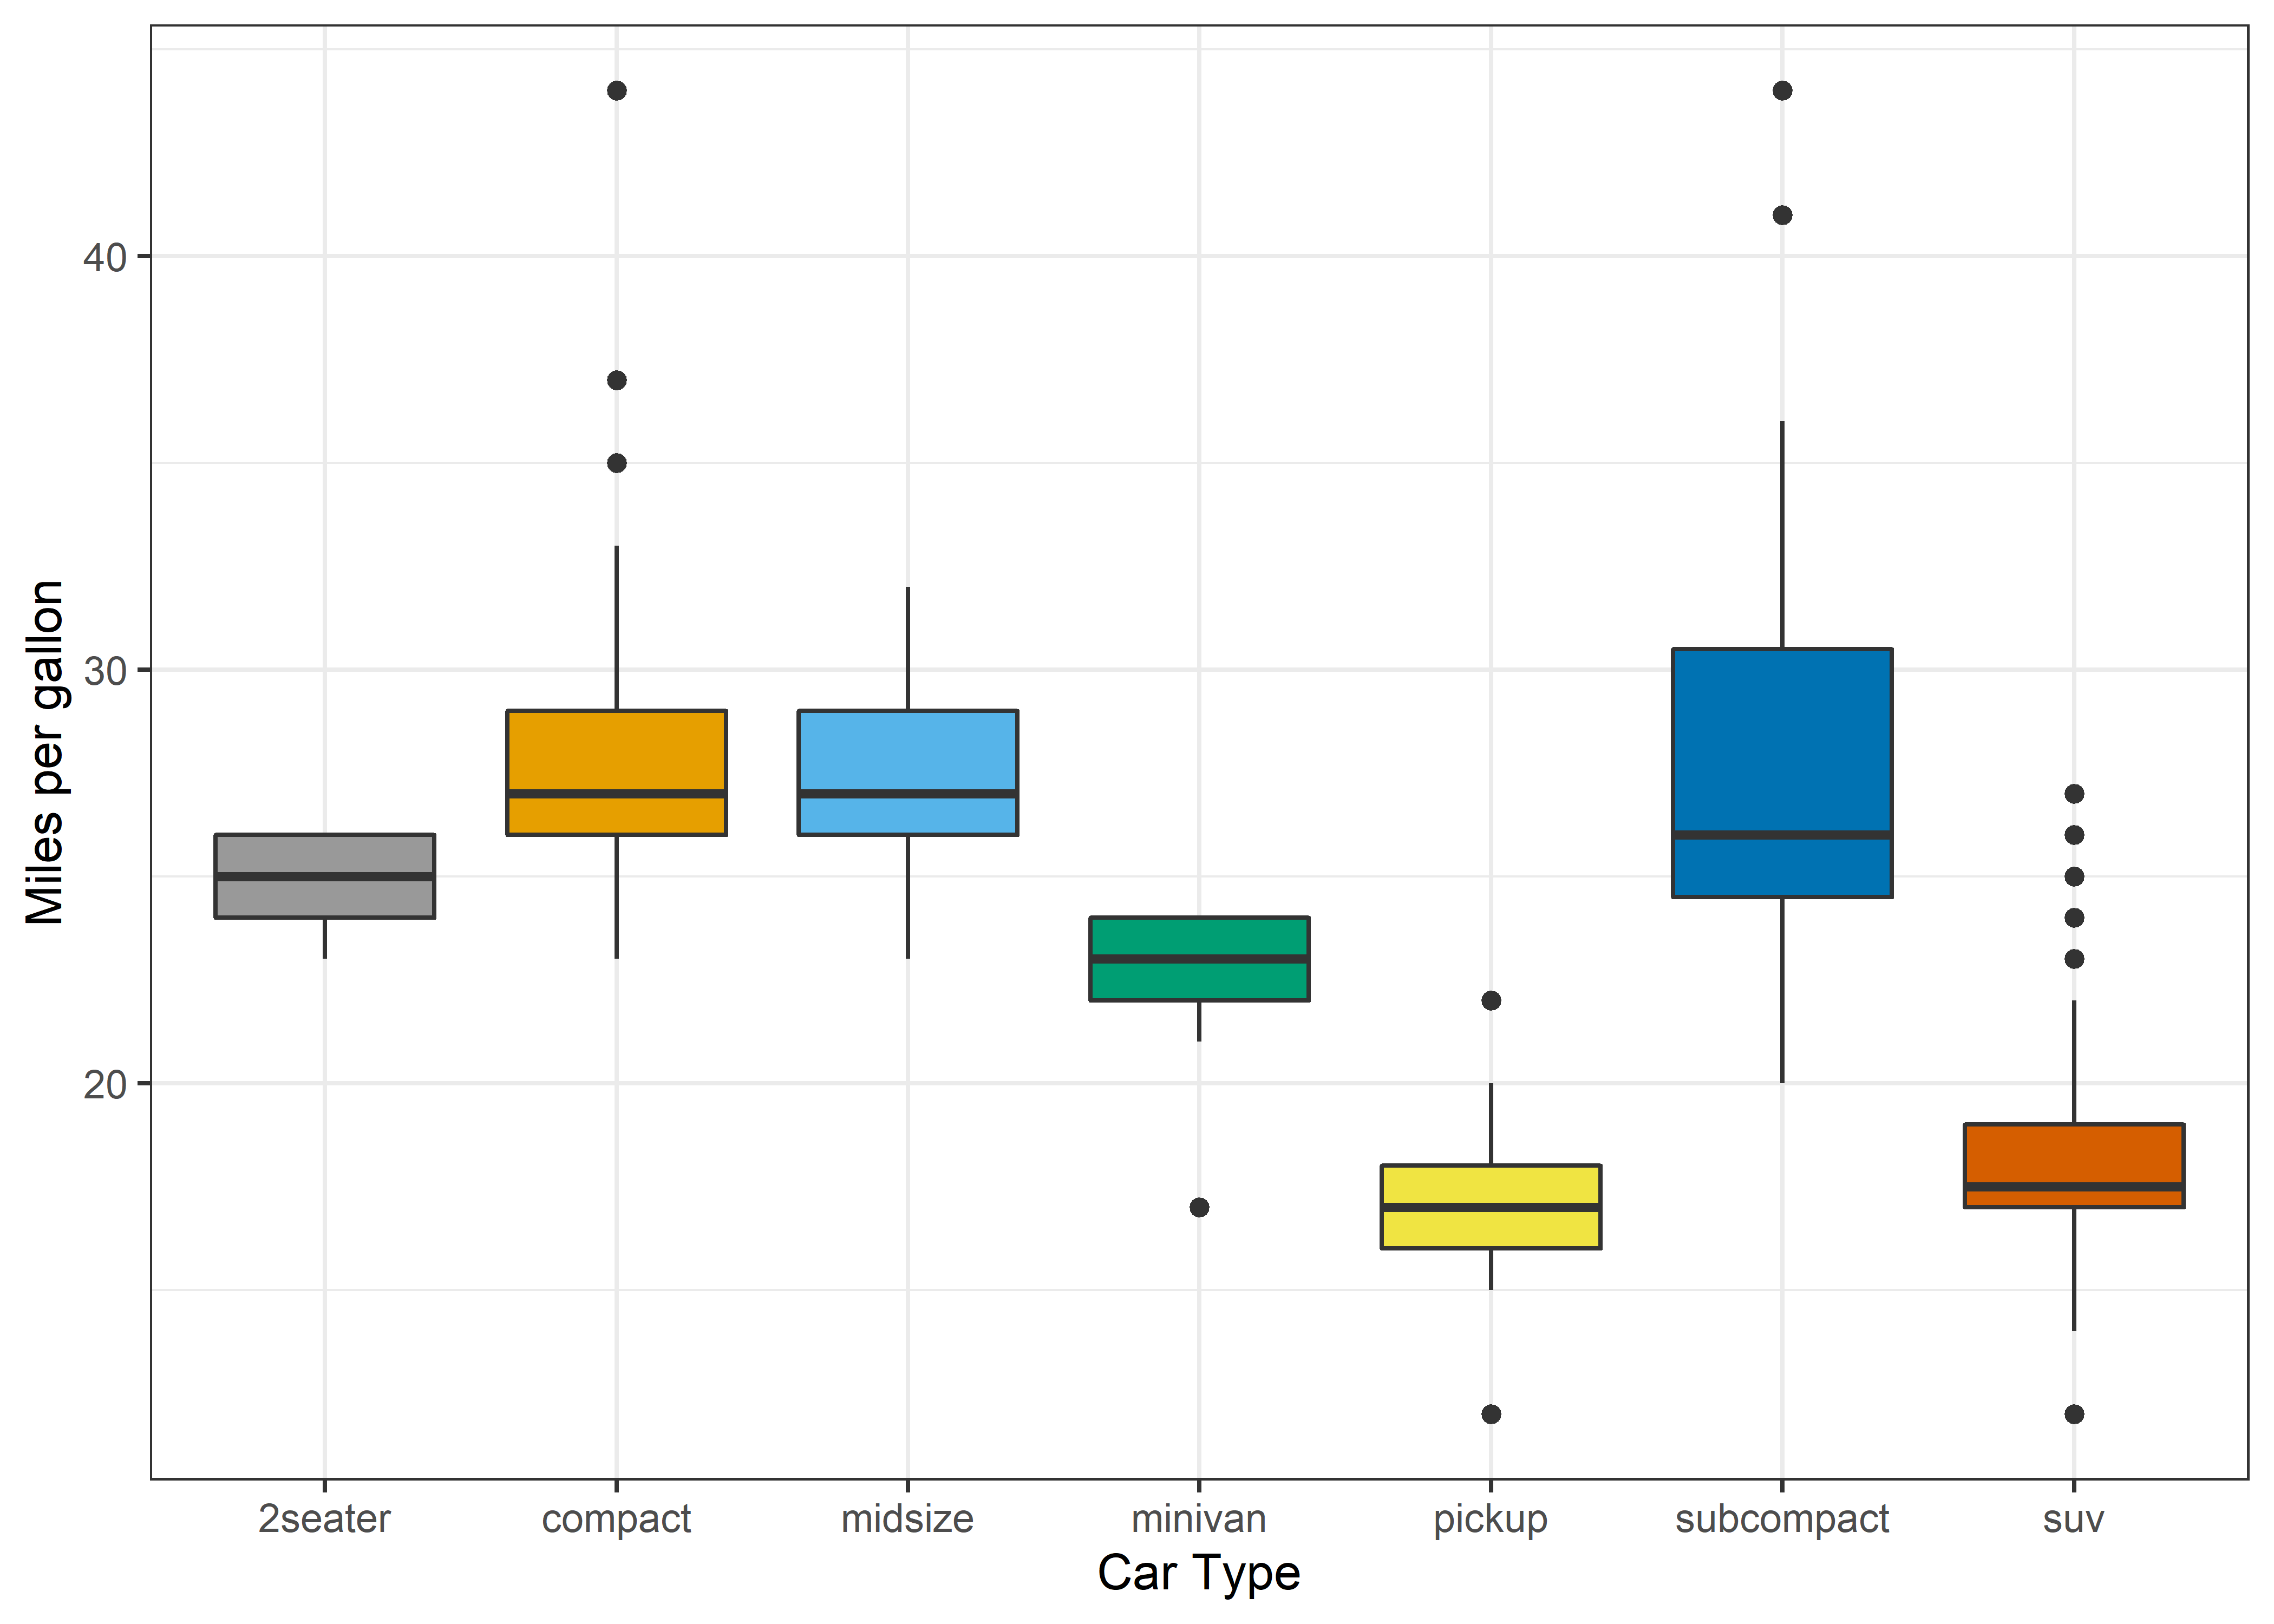 Miles per gallon
40
30
20
2seater compact midsize minivan pickup subcompact suv
Car Type